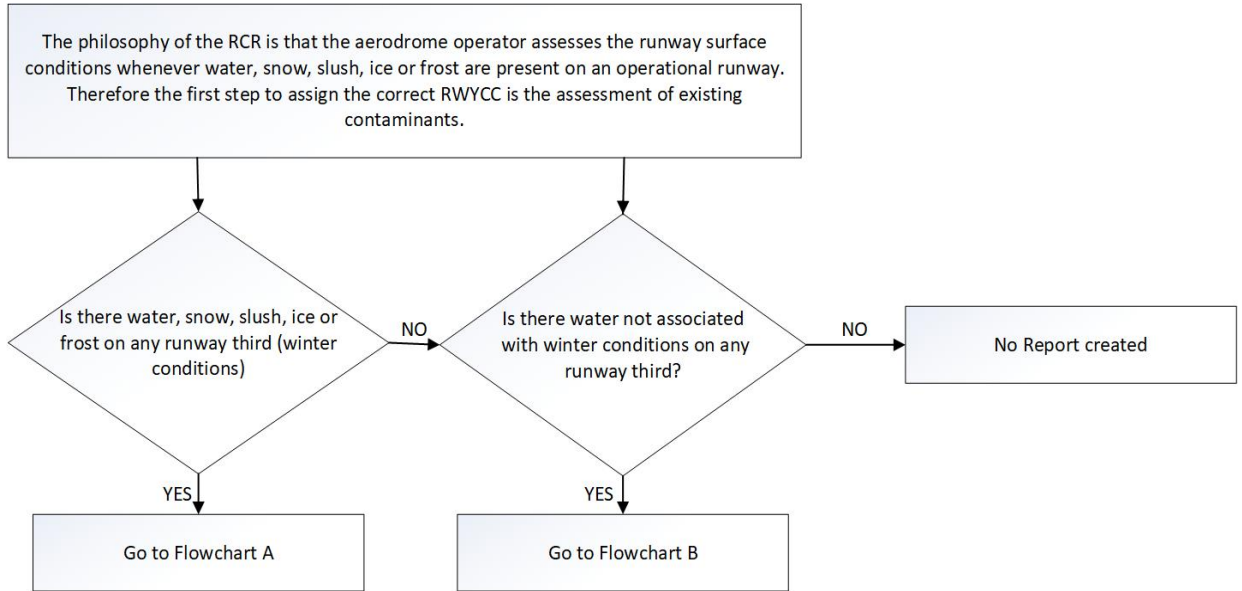 The philosophy of the RCR is that the aerodrome operator assesses the runway surface
conditions whenever water, snow, slush, ice or frost are present on an operational runway.
Therefore the first step to assign the correct RWYCC is the assessment of existing
contaminants.
Is there water, snow, slush, ice or
frost on any runway third (winter
conditions)
NO
Is there water not associated
with winter conditions on any
runway third?
NO
No Report created
YES
Go to Flowchart A
YES
Go to Flowchart B